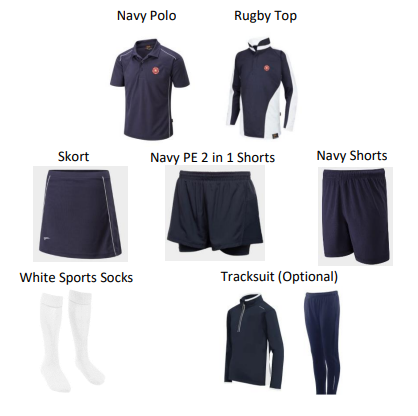 Navy Polo
Rugby Top
Skort
Navy PE 2 in 1 Shorts
Navy Shorts
White Sports Socks
Tracksuit (Optional)